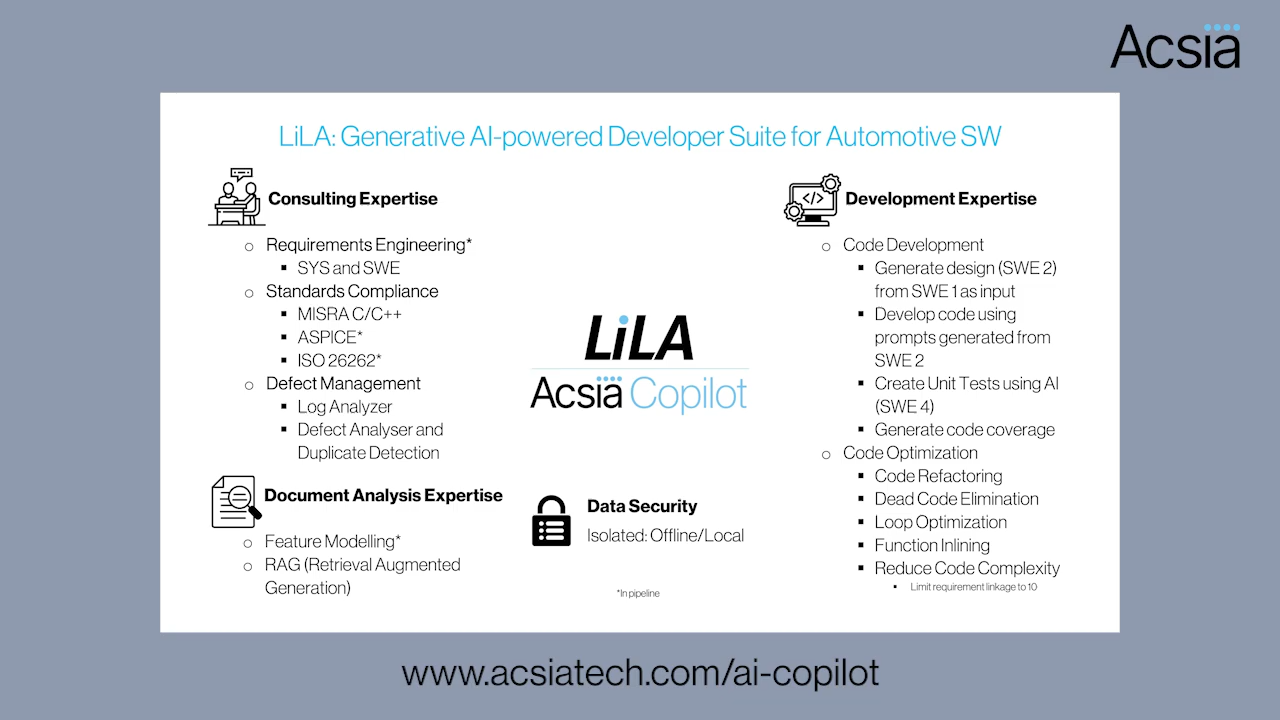 Acsia
LiLA: Generative AI-powered Developer Suite for Automotive SW
Consulting Expertise
o Requirements Engineering*
▪ SYS and SWE
o Standards Compliance
▪ MISRA C/C++
▪ ASPICE*
▪ ISO 26262*
o Defect Management
▪ Log Analyzer
▪ Defect Analyser and
Duplicate Detection
Document Analysis Expertise
o Feature Modelling*
o RAG (Retrieval Augmented
Generation)
LiLA
Acsia Copilot
Data Security
Isolated: Offline/Local
*In pipeline
Development Expertise
o Code Development
▪ Generate design (SWE 2)
from SWE 1 as input
▪ Develop code using
prompts generated from
SWE 2
▪ Create Unit Tests using AI
(SWE 4)
▪ Generate code coverage
o Code Optimization
▪ Code Refactoring
▪ Dead Code Elimination
▪ Loop Optimization
▪ Function Inlining
▪ Reduce Code Complexity
▪ Limit requirement linkage to 10
www.acsiatech.com/ai-copilot